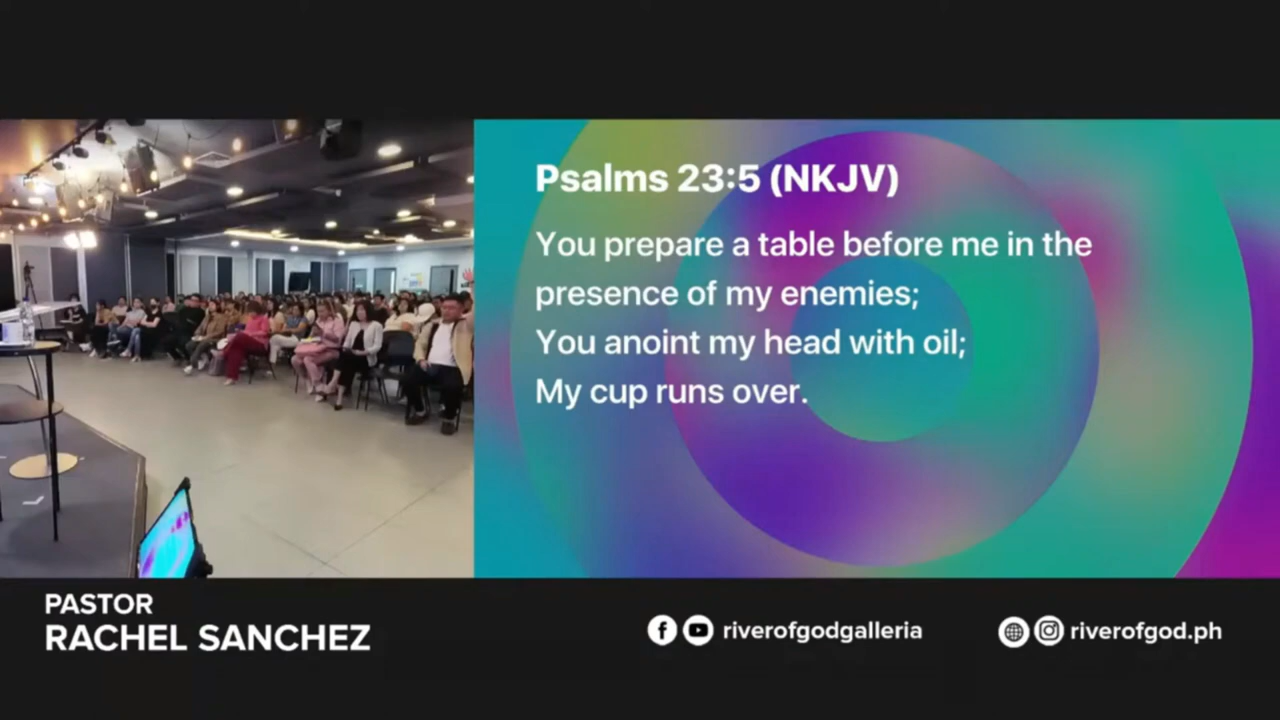 Psalms 23:5 (NKJV)
You prepare a table before me in the
presence of my enemies;
You anoint my head with oil;
My cup runs over.
PASTOR
RACHEL SANCHEZ
riverofgodgalleria
riverofgod.ph